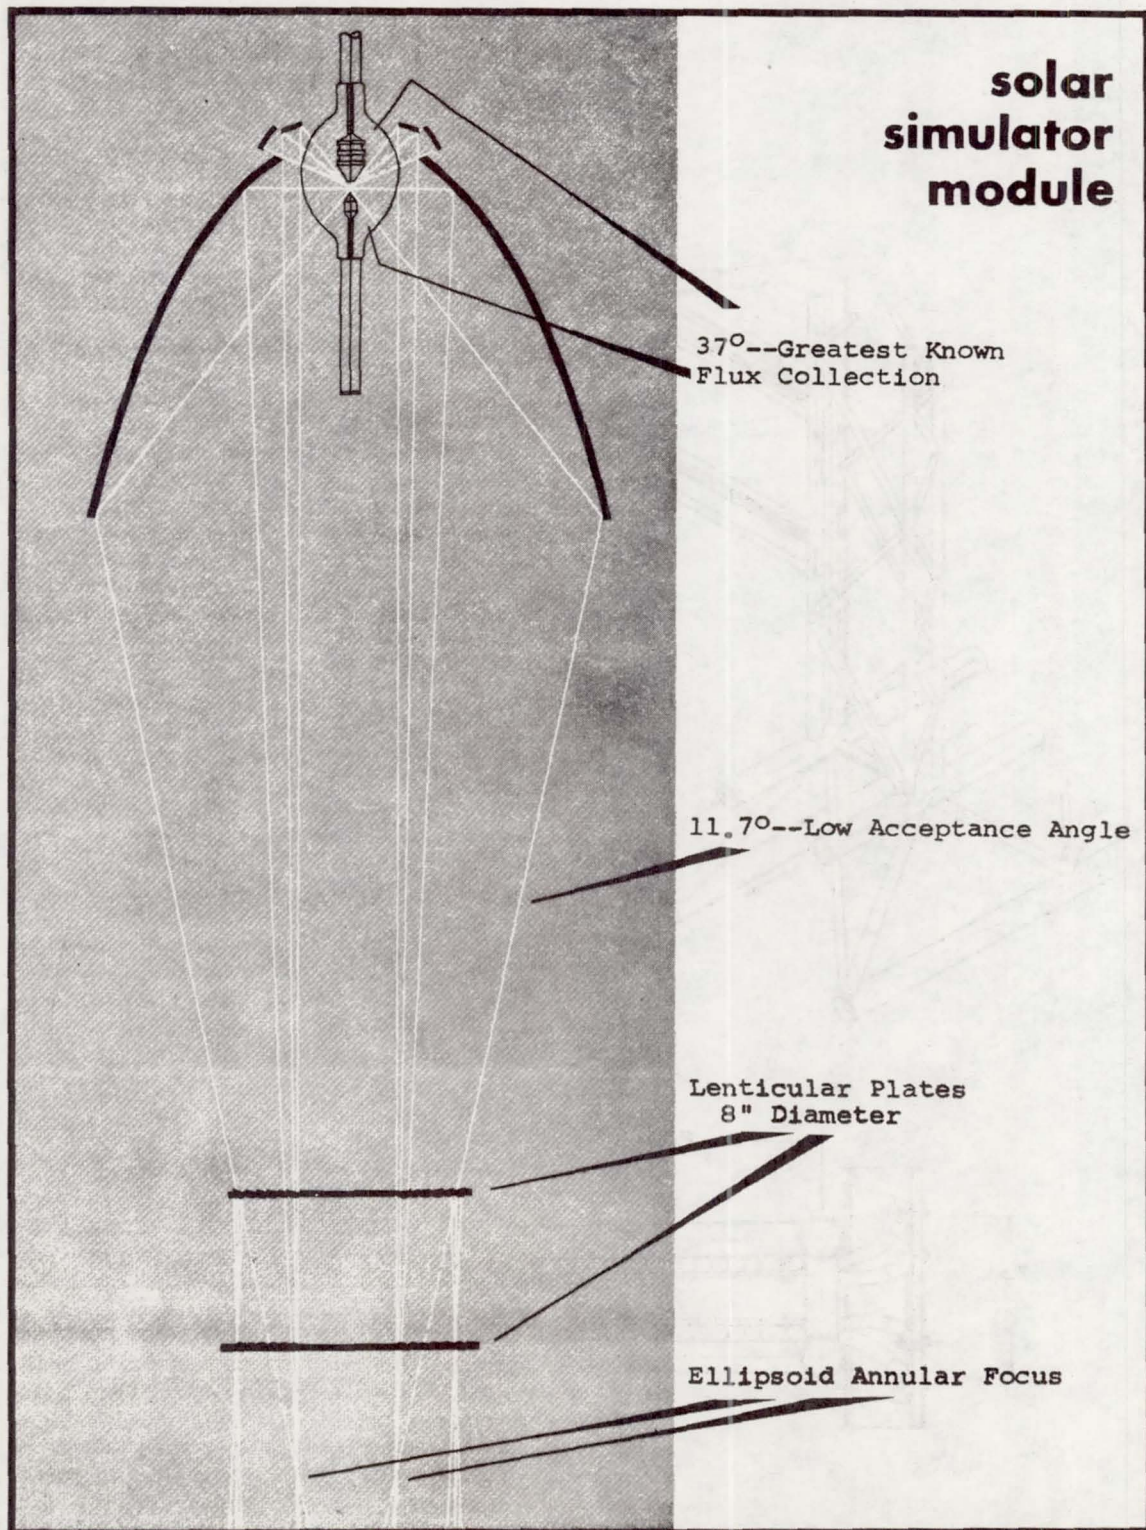 solar
simulator
module
37°--Greatest Known
Flux Collection
11.7°--Low Acceptance Angle
Lenticular Plates
8" Diameter
Ellipsoid Annular Focus